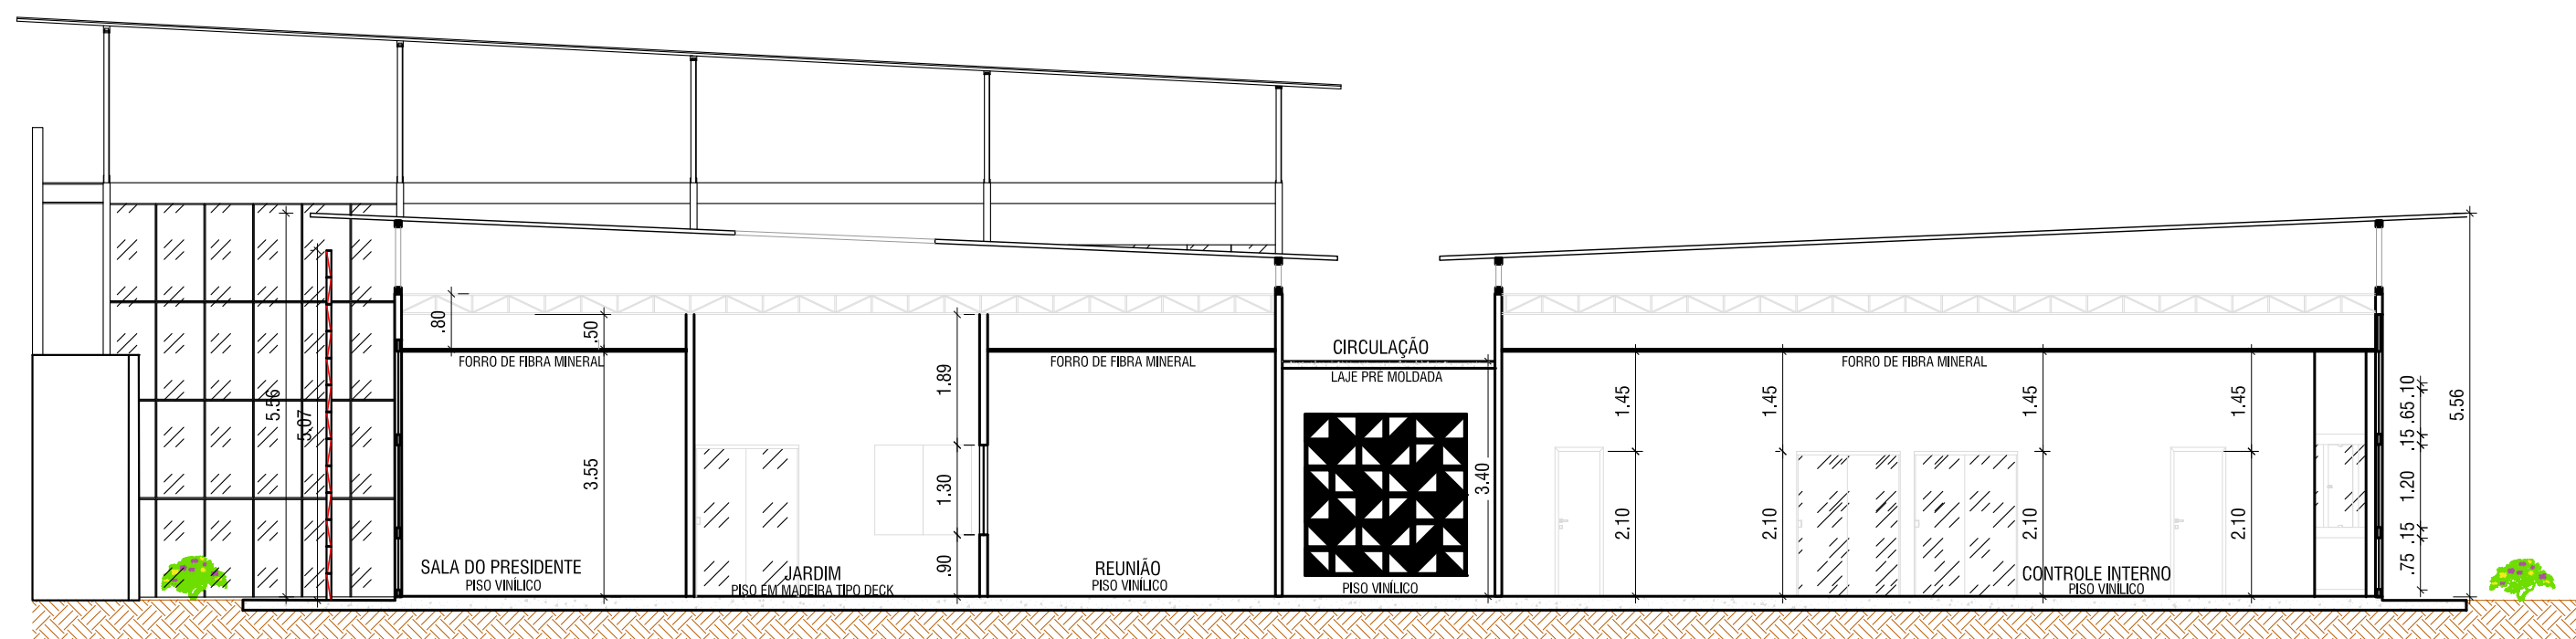 5.56
5.07
.80
.50
FORRO DE FIBRA MINERAL
3.55
SALA DO PRESIDENTE
PISO VINÍLICO
JARDIM
PISO EM MADEIRA TIPO DECK
1.89
1.30
.90
FORRO DE FIBRA MINERAL
REUNIÃO
PISO VINÍLICO
CIRCULAÇÃO
LAJE PRÉ MOLDADA
3.40
PISO VINÍLICO
FORRO DE FIBRA MINERAL
1.45
2.10
1.45
2.10
1.45
2.10
1.45
2.10
CONTROLE INTERNO
PISO VINÍLICO
.10
.65
.15
1.20
.15
.75
5.56